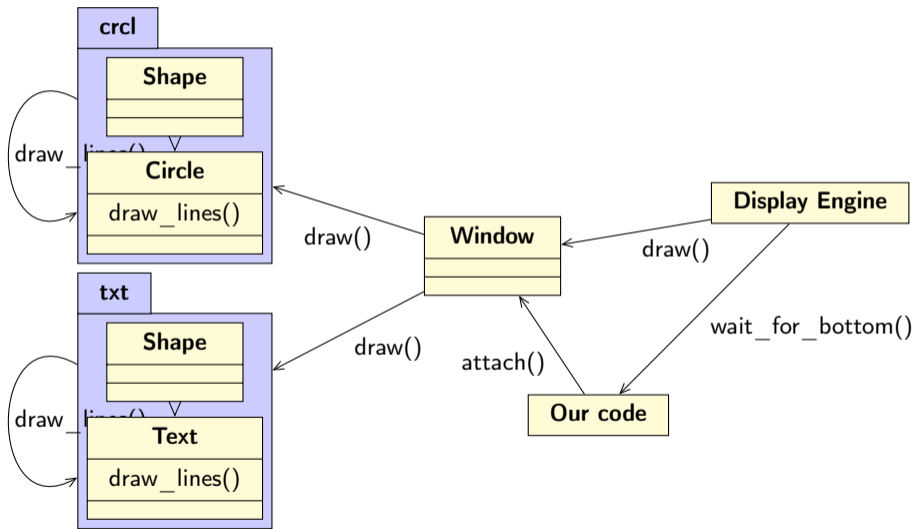 crcl
Shape
draw_lines()
Circle
draw_lines()
draw()
Window
Display Engine
draw()
txt
Shape
draw()
wait_for_bottom()
attach()
draw_lines()
Text
draw_lines()
Our code